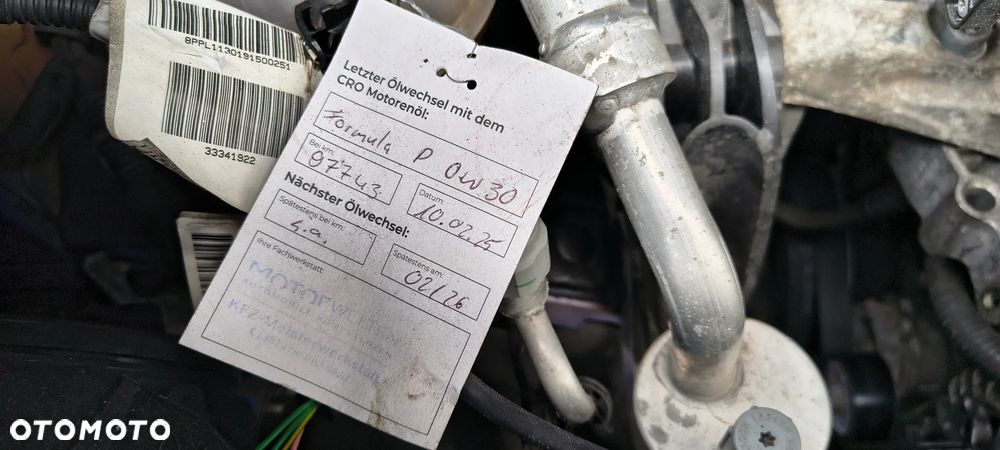 8PPL1130191500251
33341922
Letzter Ölwechsel mit dem
CRO Motorenöl:
Formula P 0W30
Bei km:
97743
Datum:
10.02.25
Nächster Ölwechsel:
Spätestens bei km:
s.a.
Spätestens am:
02/26
Ihre Fachwerkstatt:
KFZ-Meisterwerkstatt
OTOMOTO